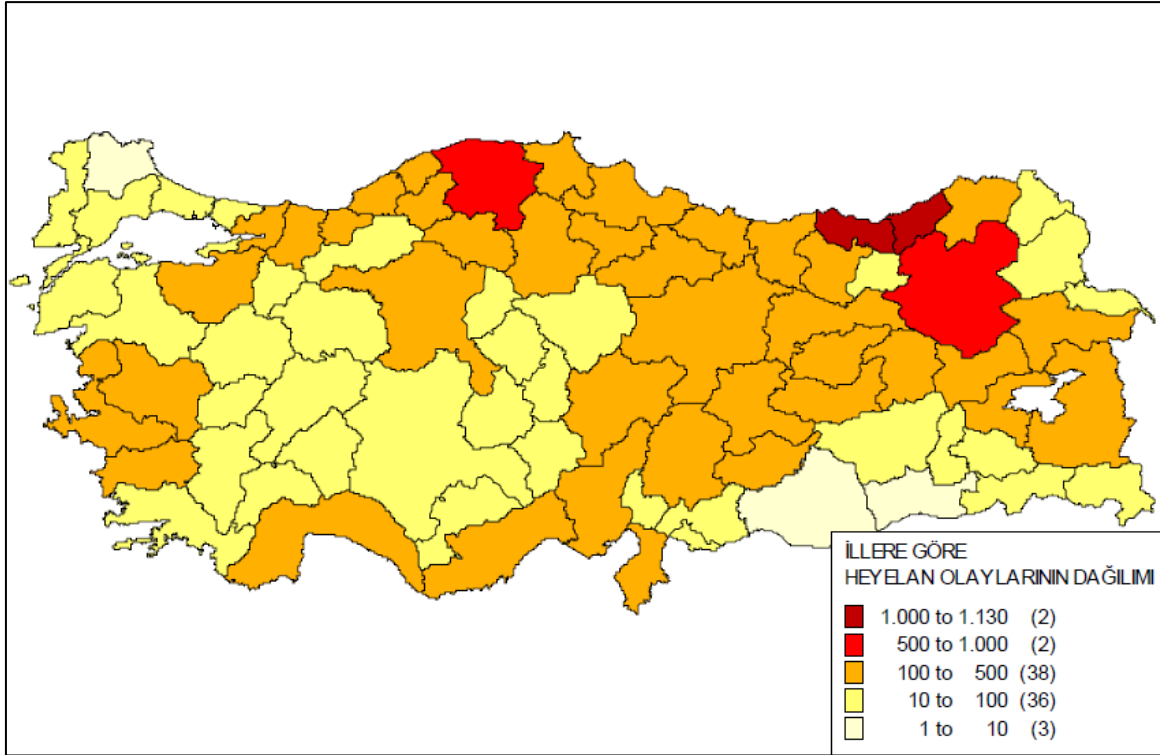 İLLERE GÖRE
HEYELAN OLAYLARININ DAĞILIMI
1.000 to 1.130 (2)
500 to 1.000 (2)
100 to 500 (38)
10 to 100 (36)
1 to 10 (3)